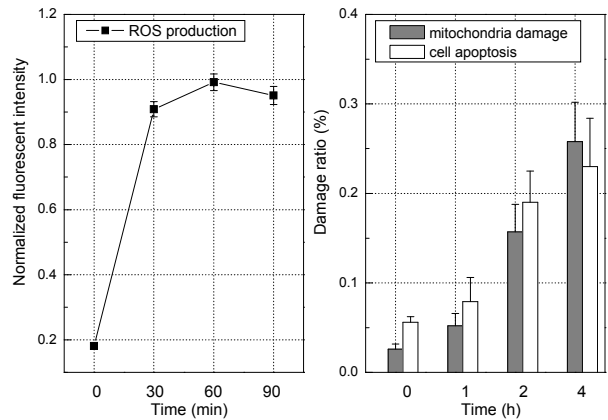 ROS production
Normalized fluorescent intensity
1.2
1.0
0.8
0.6
0.4
0.2
0 30 60 90
Time (min)
mitochondria damage
cell apoptosis
Damage ratio (%)
0.4
0.3
0.2
0.1
0.0
0 1 2 4
Time (h)